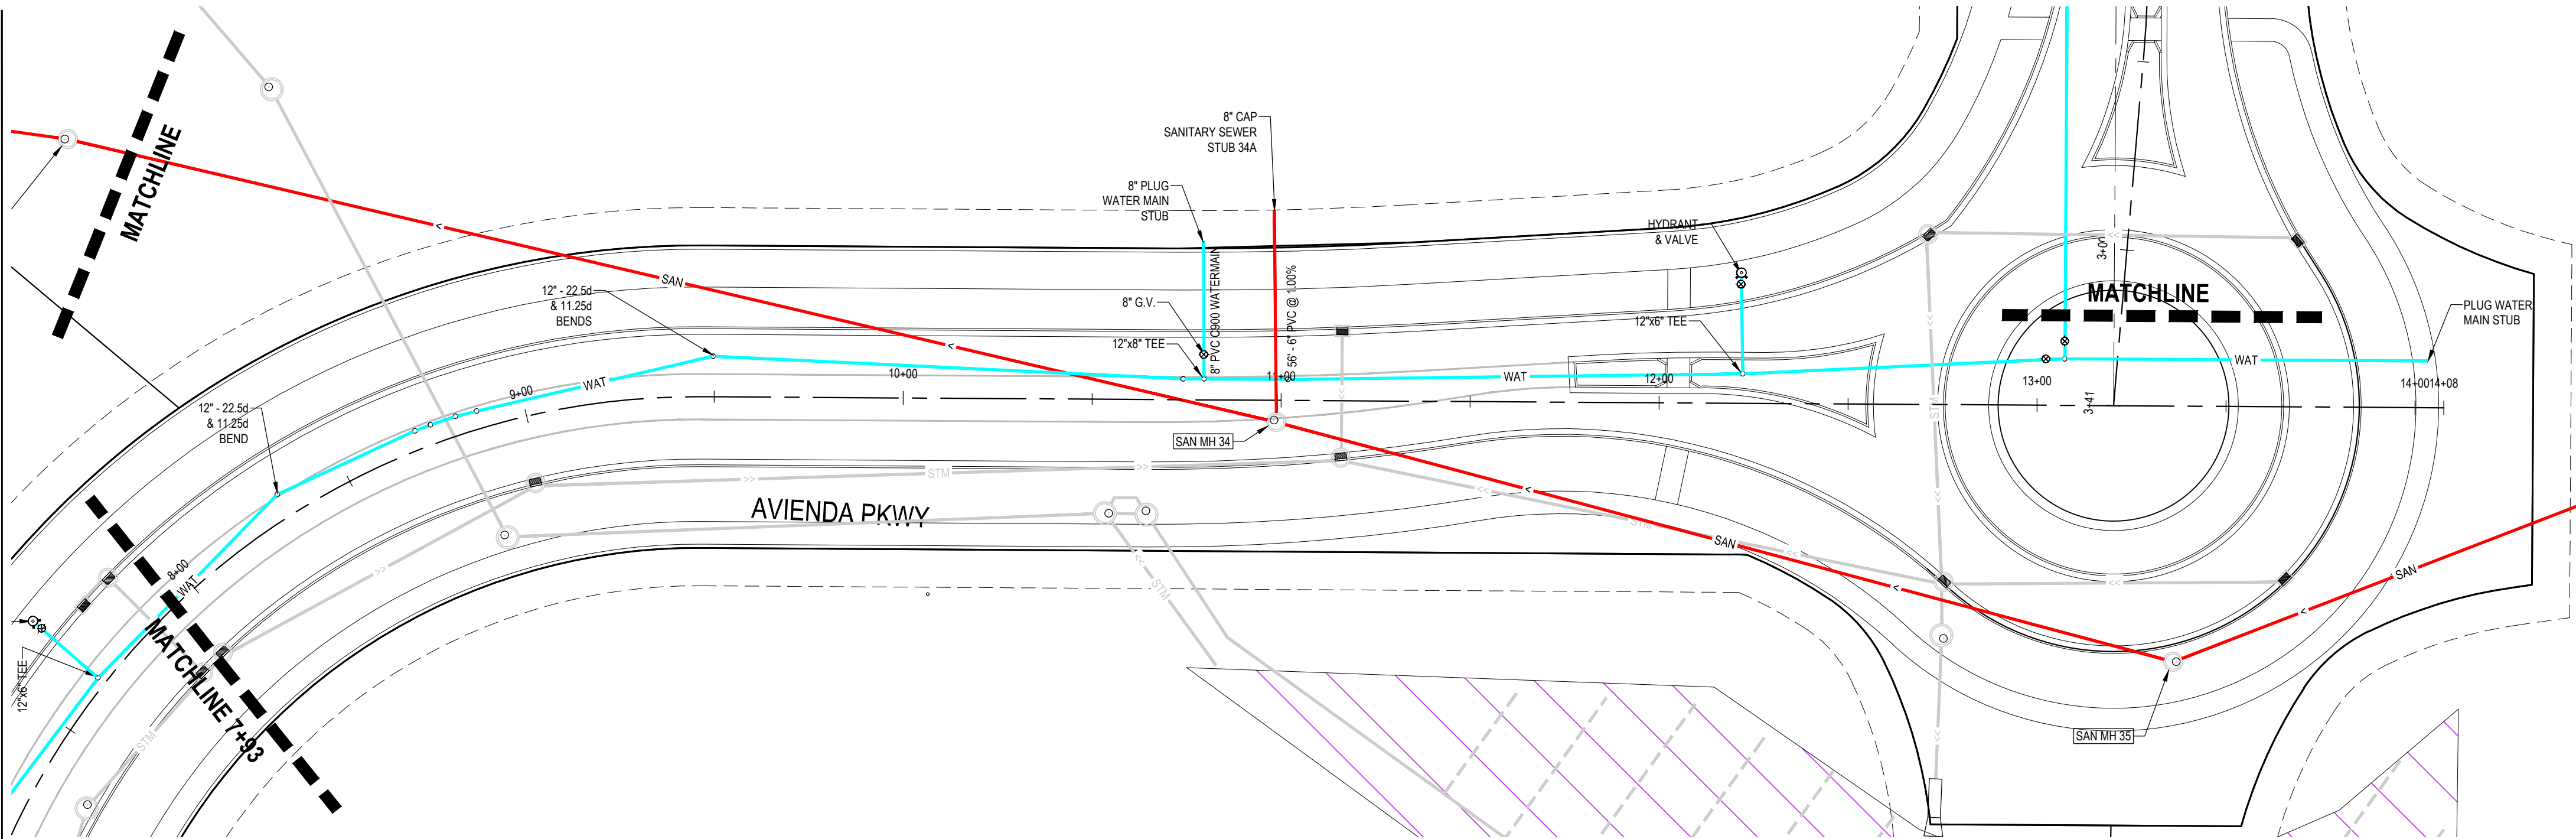 MATCHLINE
8" CAP
SANITARY SEWER
STUB 34A
8" PLUG
WATER MAIN
STUB
HYDRANT
& VALVE
3+00
SAN
12" - 22.5d
& 11.25d
BENDS
8" G.V.
8" PVC C900 WATERMAIN
56' - 6" PVC @ 1.00%
MATCHLINE
PLUG WATER
MAIN STUB
12"x6" TEE
12"x8" TEE
WAT
9+00
WAT
10+00
11+00
WAT
12+00
13+00
14+00
14+08
3+41
12" - 22.5d
& 11.25d
BEND
SAN MH 34
STM
STM
AVIENDA PKWY
STM
SAN
STM
8+00
WAT
SAN
12"x6" TEE
MATCHLINE 7+93
STM
SAN MH 35